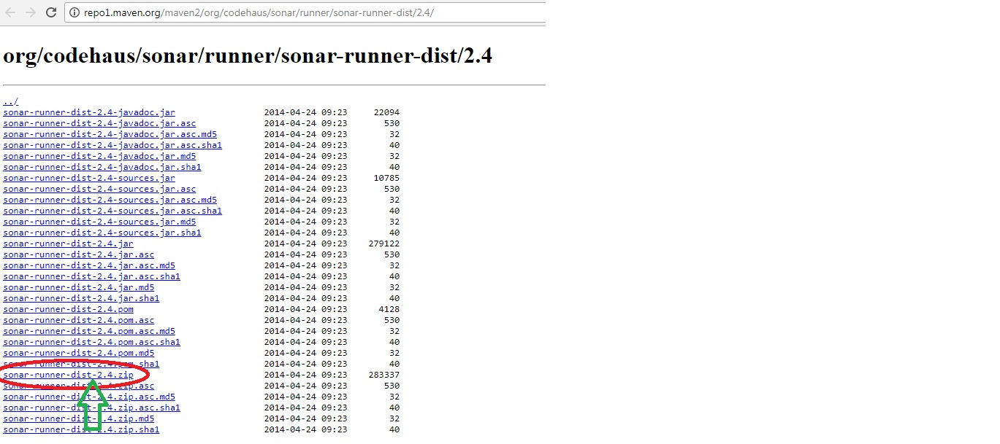 repo1.maven.org/maven2/org/codehaus/sonar/runner/sonar-runner-dist/2.4/
org/codehaus/sonar/runner/sonar-runner-dist/2.4
../
sonar-runner-dist-2.4-javadoc.jar 2014-04-24 09:23 22094
sonar-runner-dist-2.4-javadoc.jar.asc 2014-04-24 09:23 530
sonar-runner-dist-2.4-javadoc.jar.asc.md5 2014-04-24 09:23 32
sonar-runner-dist-2.4-javadoc.jar.asc.sha1 2014-04-24 09:23 40
sonar-runner-dist-2.4-javadoc.jar.md5 2014-04-24 09:23 32
sonar-runner-dist-2.4-javadoc.jar.sha1 2014-04-24 09:23 40
sonar-runner-dist-2.4-sources.jar 2014-04-24 09:23 10785
sonar-runner-dist-2.4-sources.jar.asc 2014-04-24 09:23 530
sonar-runner-dist-2.4-sources.jar.asc.md5 2014-04-24 09:23 32
sonar-runner-dist-2.4-sources.jar.asc.sha1 2014-04-24 09:23 40
sonar-runner-dist-2.4-sources.jar.md5 2014-04-24 09:23 32
sonar-runner-dist-2.4-sources.jar.sha1 2014-04-24 09:23 40
sonar-runner-dist-2.4.jar 2014-04-24 09:23 279122
sonar-runner-dist-2.4.jar.asc 2014-04-24 09:23 530
sonar-runner-dist-2.4.jar.asc.md5 2014-04-24 09:23 32
sonar-runner-dist-2.4.jar.asc.sha1 2014-04-24 09:23 40
sonar-runner-dist-2.4.jar.md5 2014-04-24 09:23 32
sonar-runner-dist-2.4.jar.sha1 2014-04-24 09:23 40
sonar-runner-dist-2.4.pom 2014-04-24 09:23 4128
sonar-runner-dist-2.4.pom.asc 2014-04-24 09:23 530
sonar-runner-dist-2.4.pom.asc.md5 2014-04-24 09:23 32
sonar-runner-dist-2.4.pom.asc.sha1 2014-04-24 09:23 40
sonar-runner-dist-2.4.pom.md5 2014-04-24 09:23 32
sonar-runner-dist-2.4.pom.sha1 2014-04-24 09:23 40
sonar-runner-dist-2.4.zip 2014-04-24 09:23 283337
sonar-runner-dist-2.4.zip.asc 2014-04-24 09:23 530
sonar-runner-dist-2.4.zip.asc.md5 2014-04-24 09:23 32
sonar-runner-dist-2.4.zip.asc.sha1 2014-04-24 09:23 40
sonar-runner-dist-2.4.zip.md5 2014-04-24 09:23 32
sonar-runner-dist-2.4.zip.sha1 2014-04-24 09:23 40